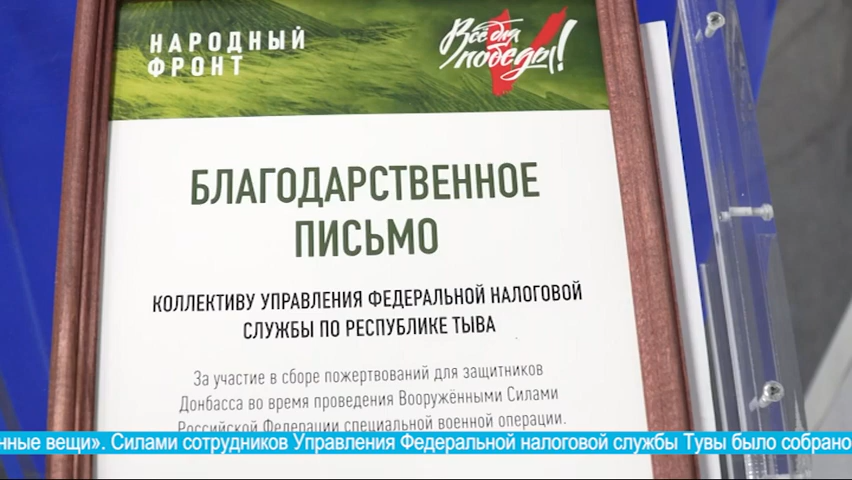 НАРОДНЫЙ
ФРОНТ
Всё для
победы!
БЛАГОДАРСТВЕННОЕ
ПИСЬМО
КОЛЛЕКТИВУ УПРАВЛЕНИЯ ФЕДЕРАЛЬНОЙ НАЛОГОВОЙ
СЛУЖБЫ ПО РЕСПУБЛИКЕ ТЫВА
За участие в сборе пожертвований для защитников
Донбасса во время проведения Вооружёнными Силами
Российской Федерации специальной военной операции.
нные вещи». Силами сотрудников Управления Федеральной налоговой службы Тувы было собрано